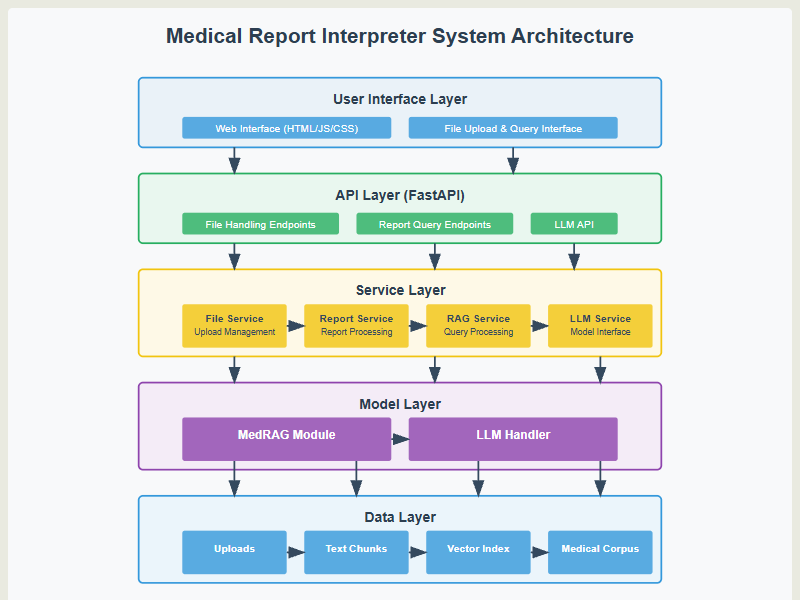 Medical Report Interpreter System Architecture
User Interface Layer
Web Interface (HTML/JS/CSS)
File Upload & Query Interface
API Layer (FastAPI)
File Handling Endpoints
Report Query Endpoints
LLM API
Service Layer
File Service
Upload Management
Report Service
Report Processing
RAG Service
Query Processing
LLM Service
Model Interface
Model Layer
MedRAG Module
LLM Handler
Data Layer
Uploads
Text Chunks
Vector Index
Medical Corpus